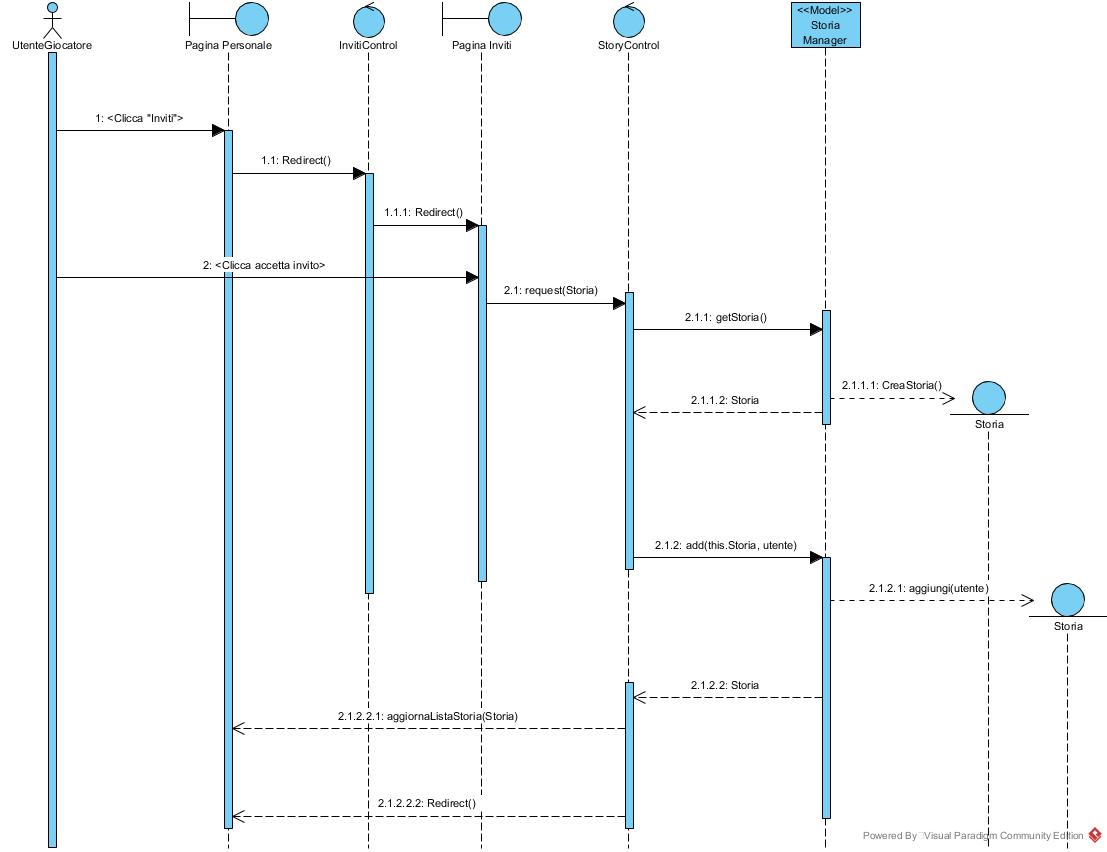 UtenteGiocatore
Pagina Personale
InvitiControl
Pagina Inviti
StoryControl
<<Model>>
Storia
Manager
1: <Clicca "Inviti">
1.1: Redirect()
1.1.1: Redirect()
2: <Clicca accetta invito>
2.1: request(Storia)
2.1.1: getStoria()
2.1.1.1: CreaStoria()
2.1.1.2: Storia
Storia
2.1.2: add(this.Storia, utente)
2.1.2.1: aggiungi(utente)
Storia
2.1.2.2: Storia
2.1.2.2.1: aggiornaListaStoria(Storia)
2.1.2.2.2: Redirect()
Powered By Visual Paradigm Community Edition